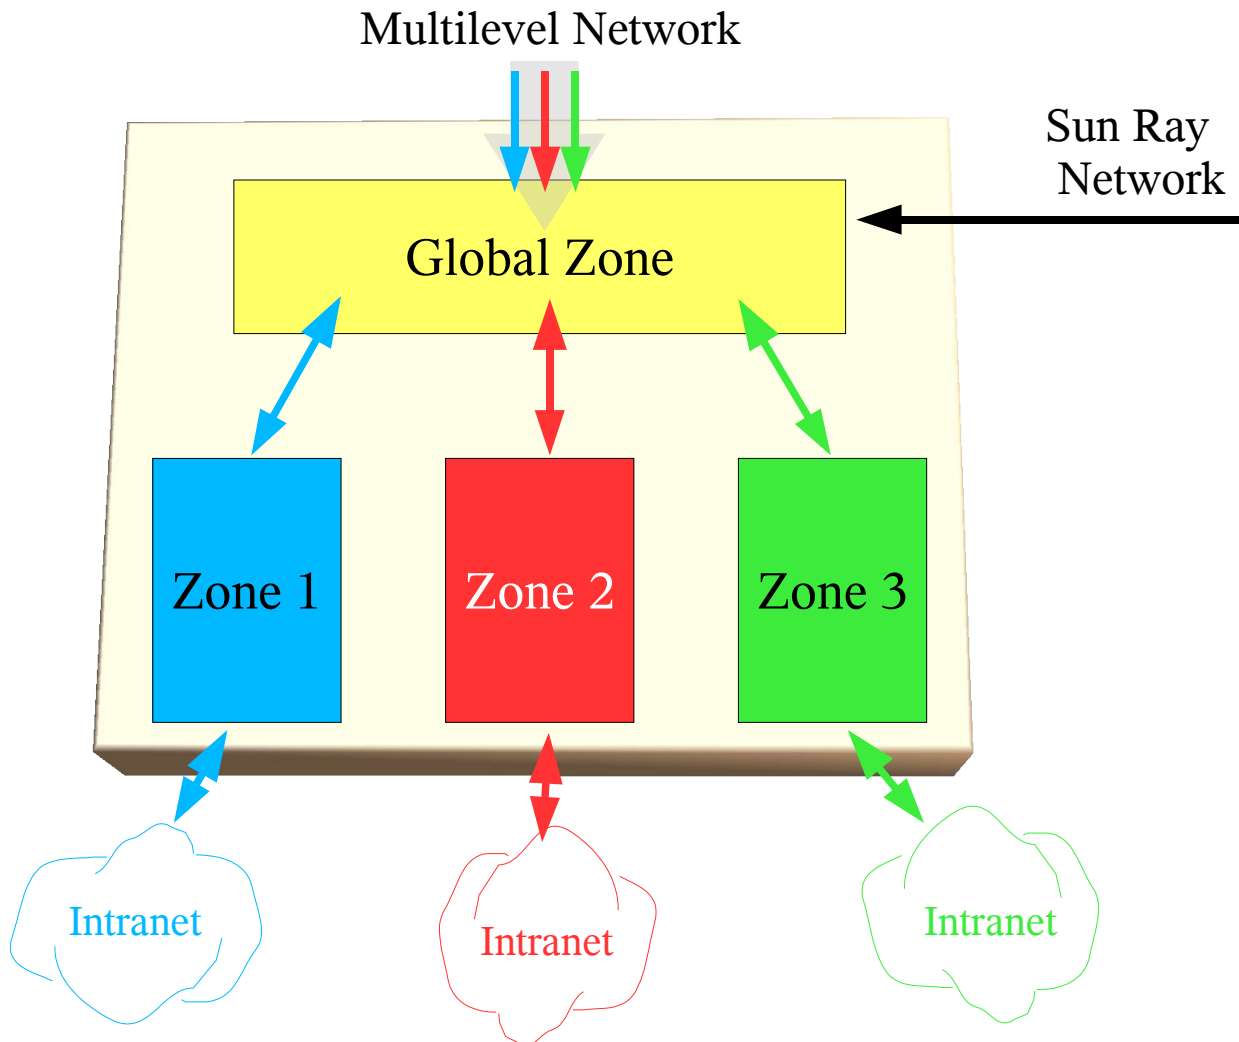 Multilevel Network
Sun Ray
Network
Global Zone
Zone 1
Zone 2
Zone 3
Intranet
Intranet
Intranet